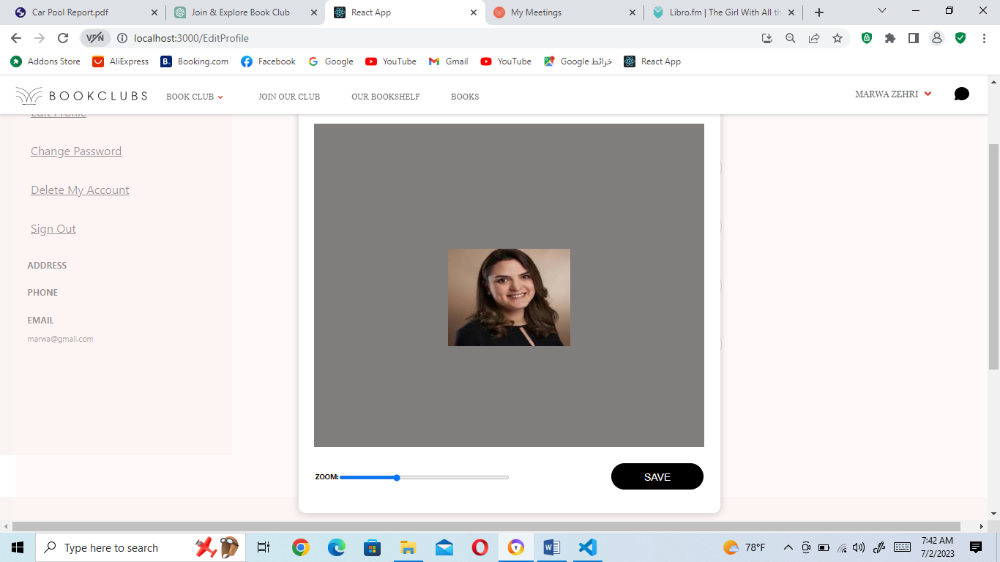 Car Pool Report.pdf
Join & Explore Book Club
React App
My Meetings
Libro.fm | The Girl With All th
VPN
localhost:3000/EditProfile
Addons Store
AliExpress
B.
Booking.com
Facebook
Google
YouTube
Gmail
YouTube
خرائط Google
React App
BOOKCLUBS
BOOK CLUB
JOIN OUR CLUB
OUR BOOKSHELF
BOOKS
MARWA ZEHRI
Edit Profile
Change Password
Delete My Account
Sign Out
ADDRESS
PHONE
EMAIL
marwa@gmail.com
ZOOM:
SAVE
Type here to search
78°F
7:42 AM
7/2/2023